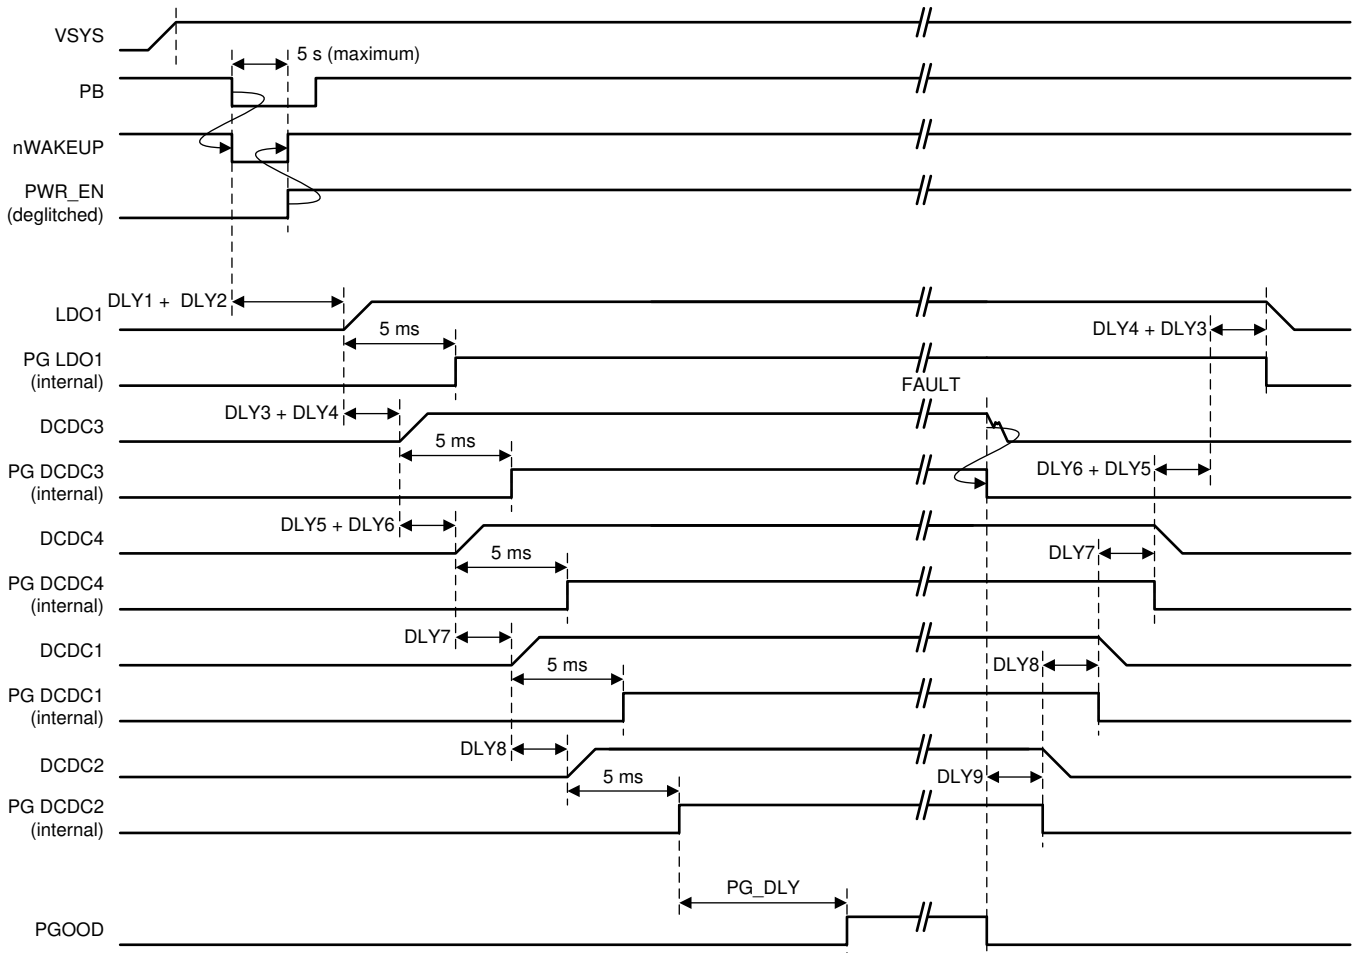 VSYS
5 s (maximum)
PB
nWAKEUP
PWR_EN
(deglitched)
DLY1 + DLY2
LDO1
5 ms
DLY4 + DLY3
PG LDO1
(internal)
FAULT
DLY3 + DLY4
DCDC3
5 ms
PG DCDC3
(internal)
DLY6 + DLY5
DLY5 + DLY6
DCDC4
5 ms
DLY7
PG DCDC4
(internal)
DLY7
DCDC1
5 ms
DLY8
PG DCDC1
(internal)
DLY8
DCDC2
5 ms
DLY9
PG DCDC2
(internal)
PG_DLY
PGOOD